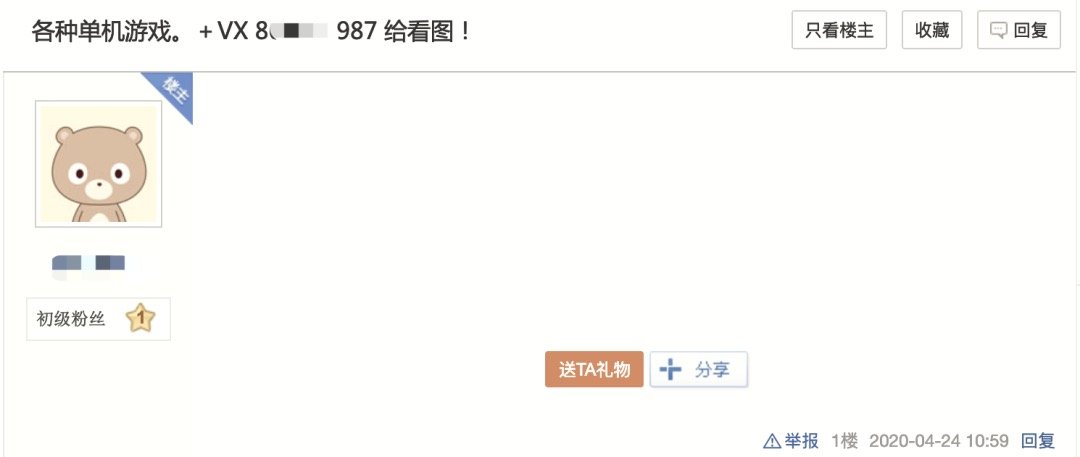 各种单机游戏。+VX 8 987 给看图！
只看楼主
收藏
回复
楼主
初级粉丝 1
送TA礼物
分享
举报 1楼 2020-04-24 10:59 回复